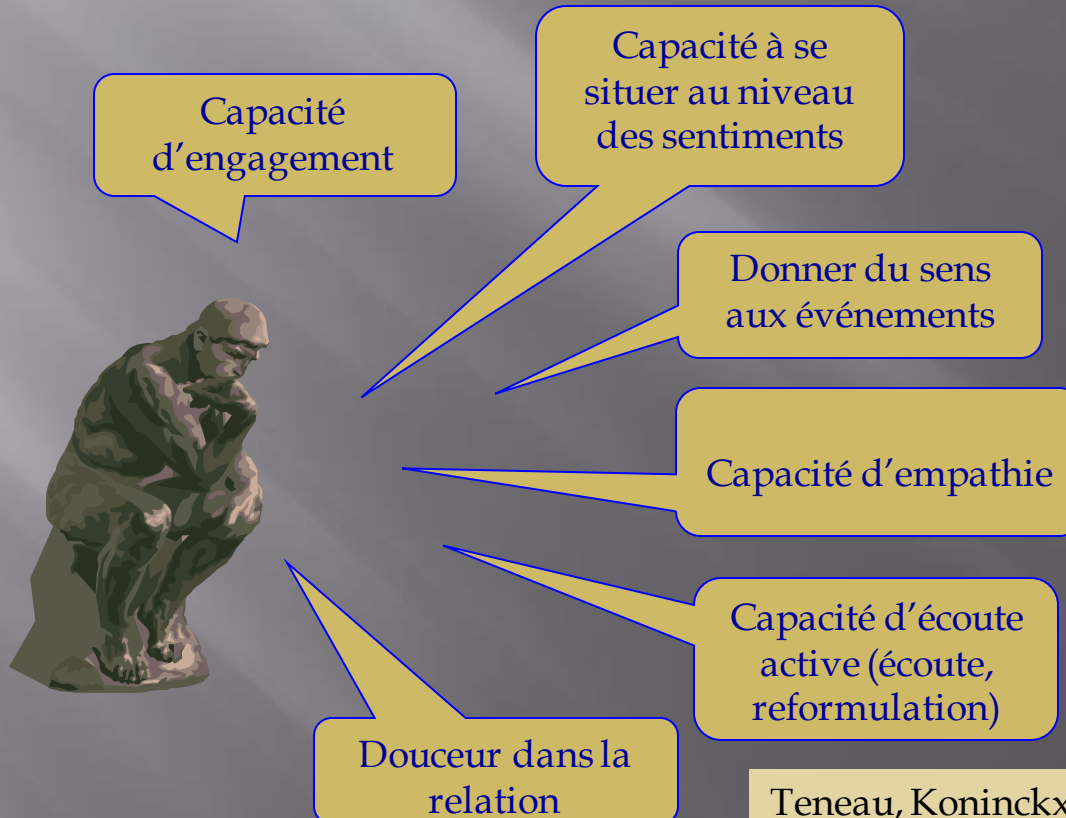 Capacité
d’engagement
Capacité à se
situer au niveau
des sentiments
Donner du sens
aux événements
Capacité d’empathie
Capacité d’écoute
active (écoute,
reformulation)
Douceur dans la
relation
Teneau, Koninckx